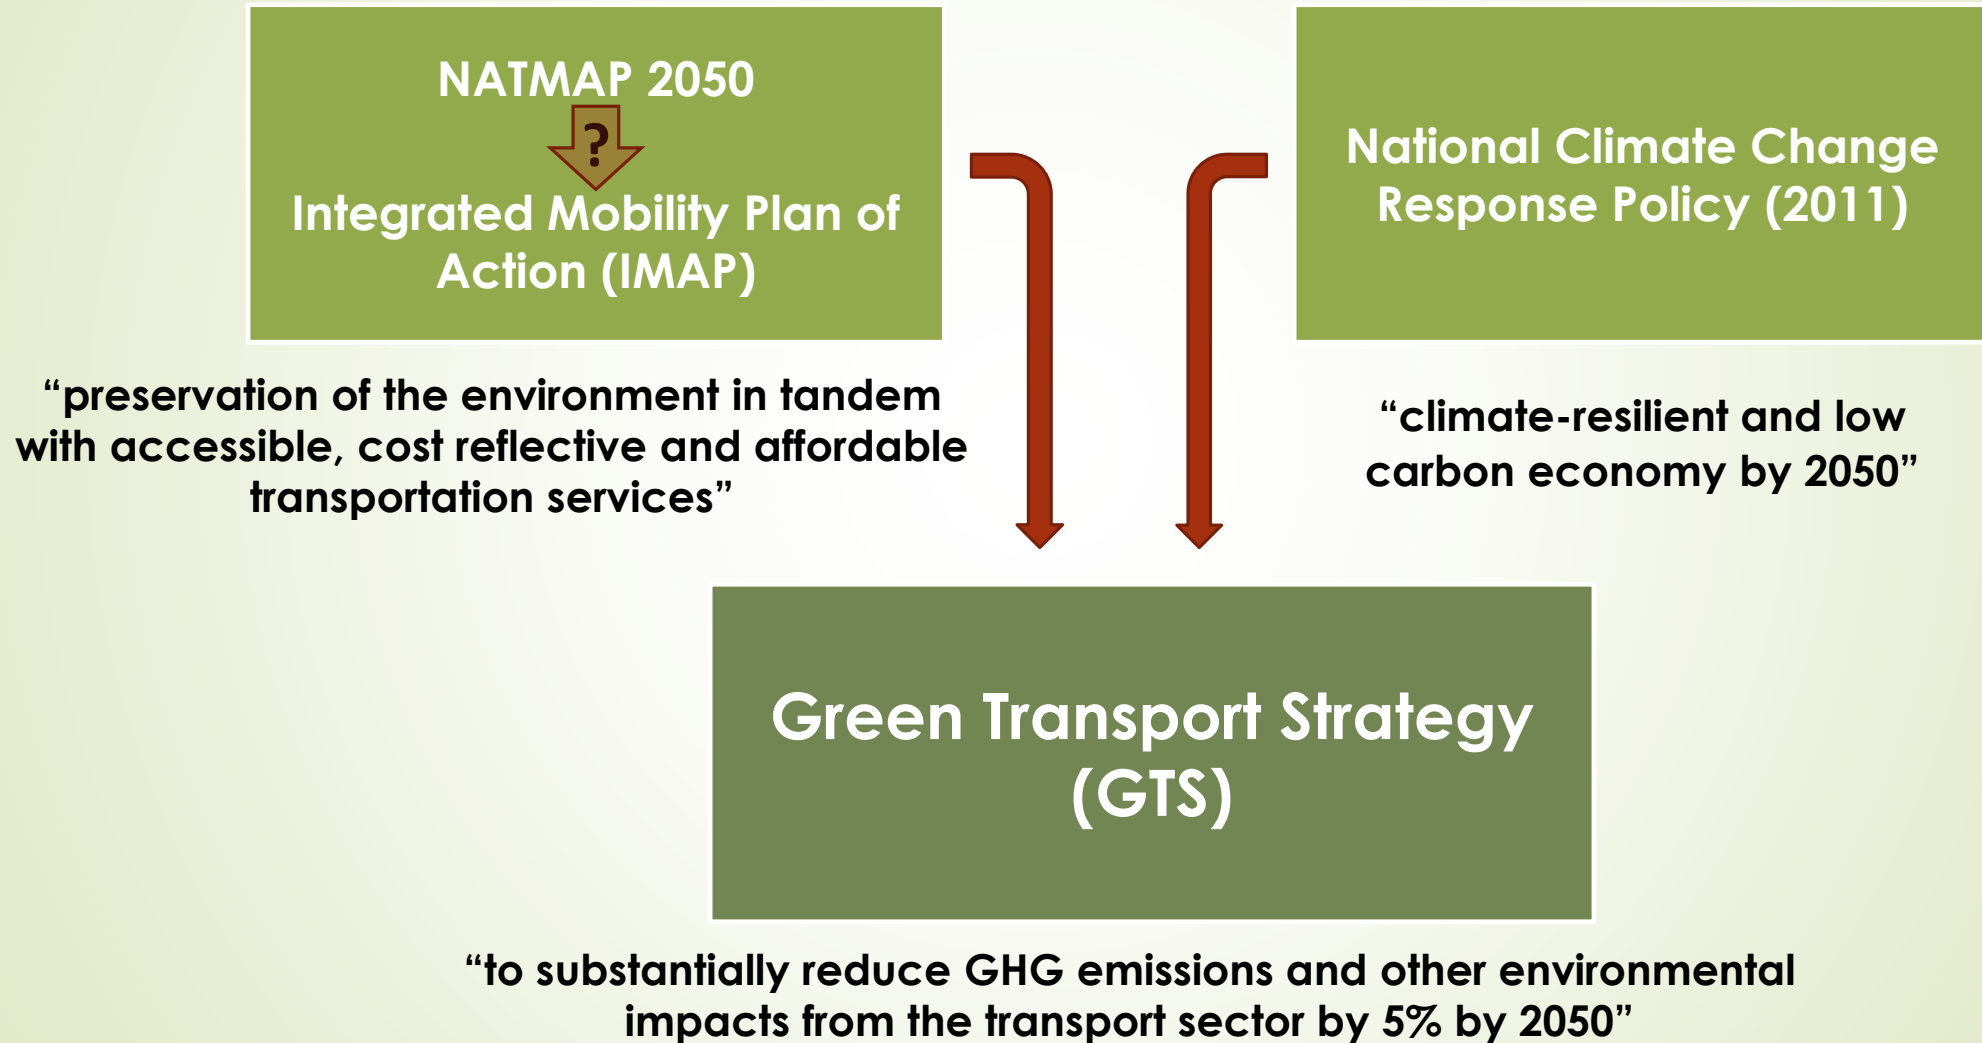 NATMAP 2050
?
Integrated Mobility Plan of
Action (IMAP)
“preservation of the environment in tandem
with accessible, cost reflective and affordable
transportation services”
National Climate Change
Response Policy (2011)
“climate-resilient and low
carbon economy by 2050”
Green Transport Strategy
(GTS)
“to substantially reduce GHG emissions and other environmental
impacts from the transport sector by 5% by 2050”